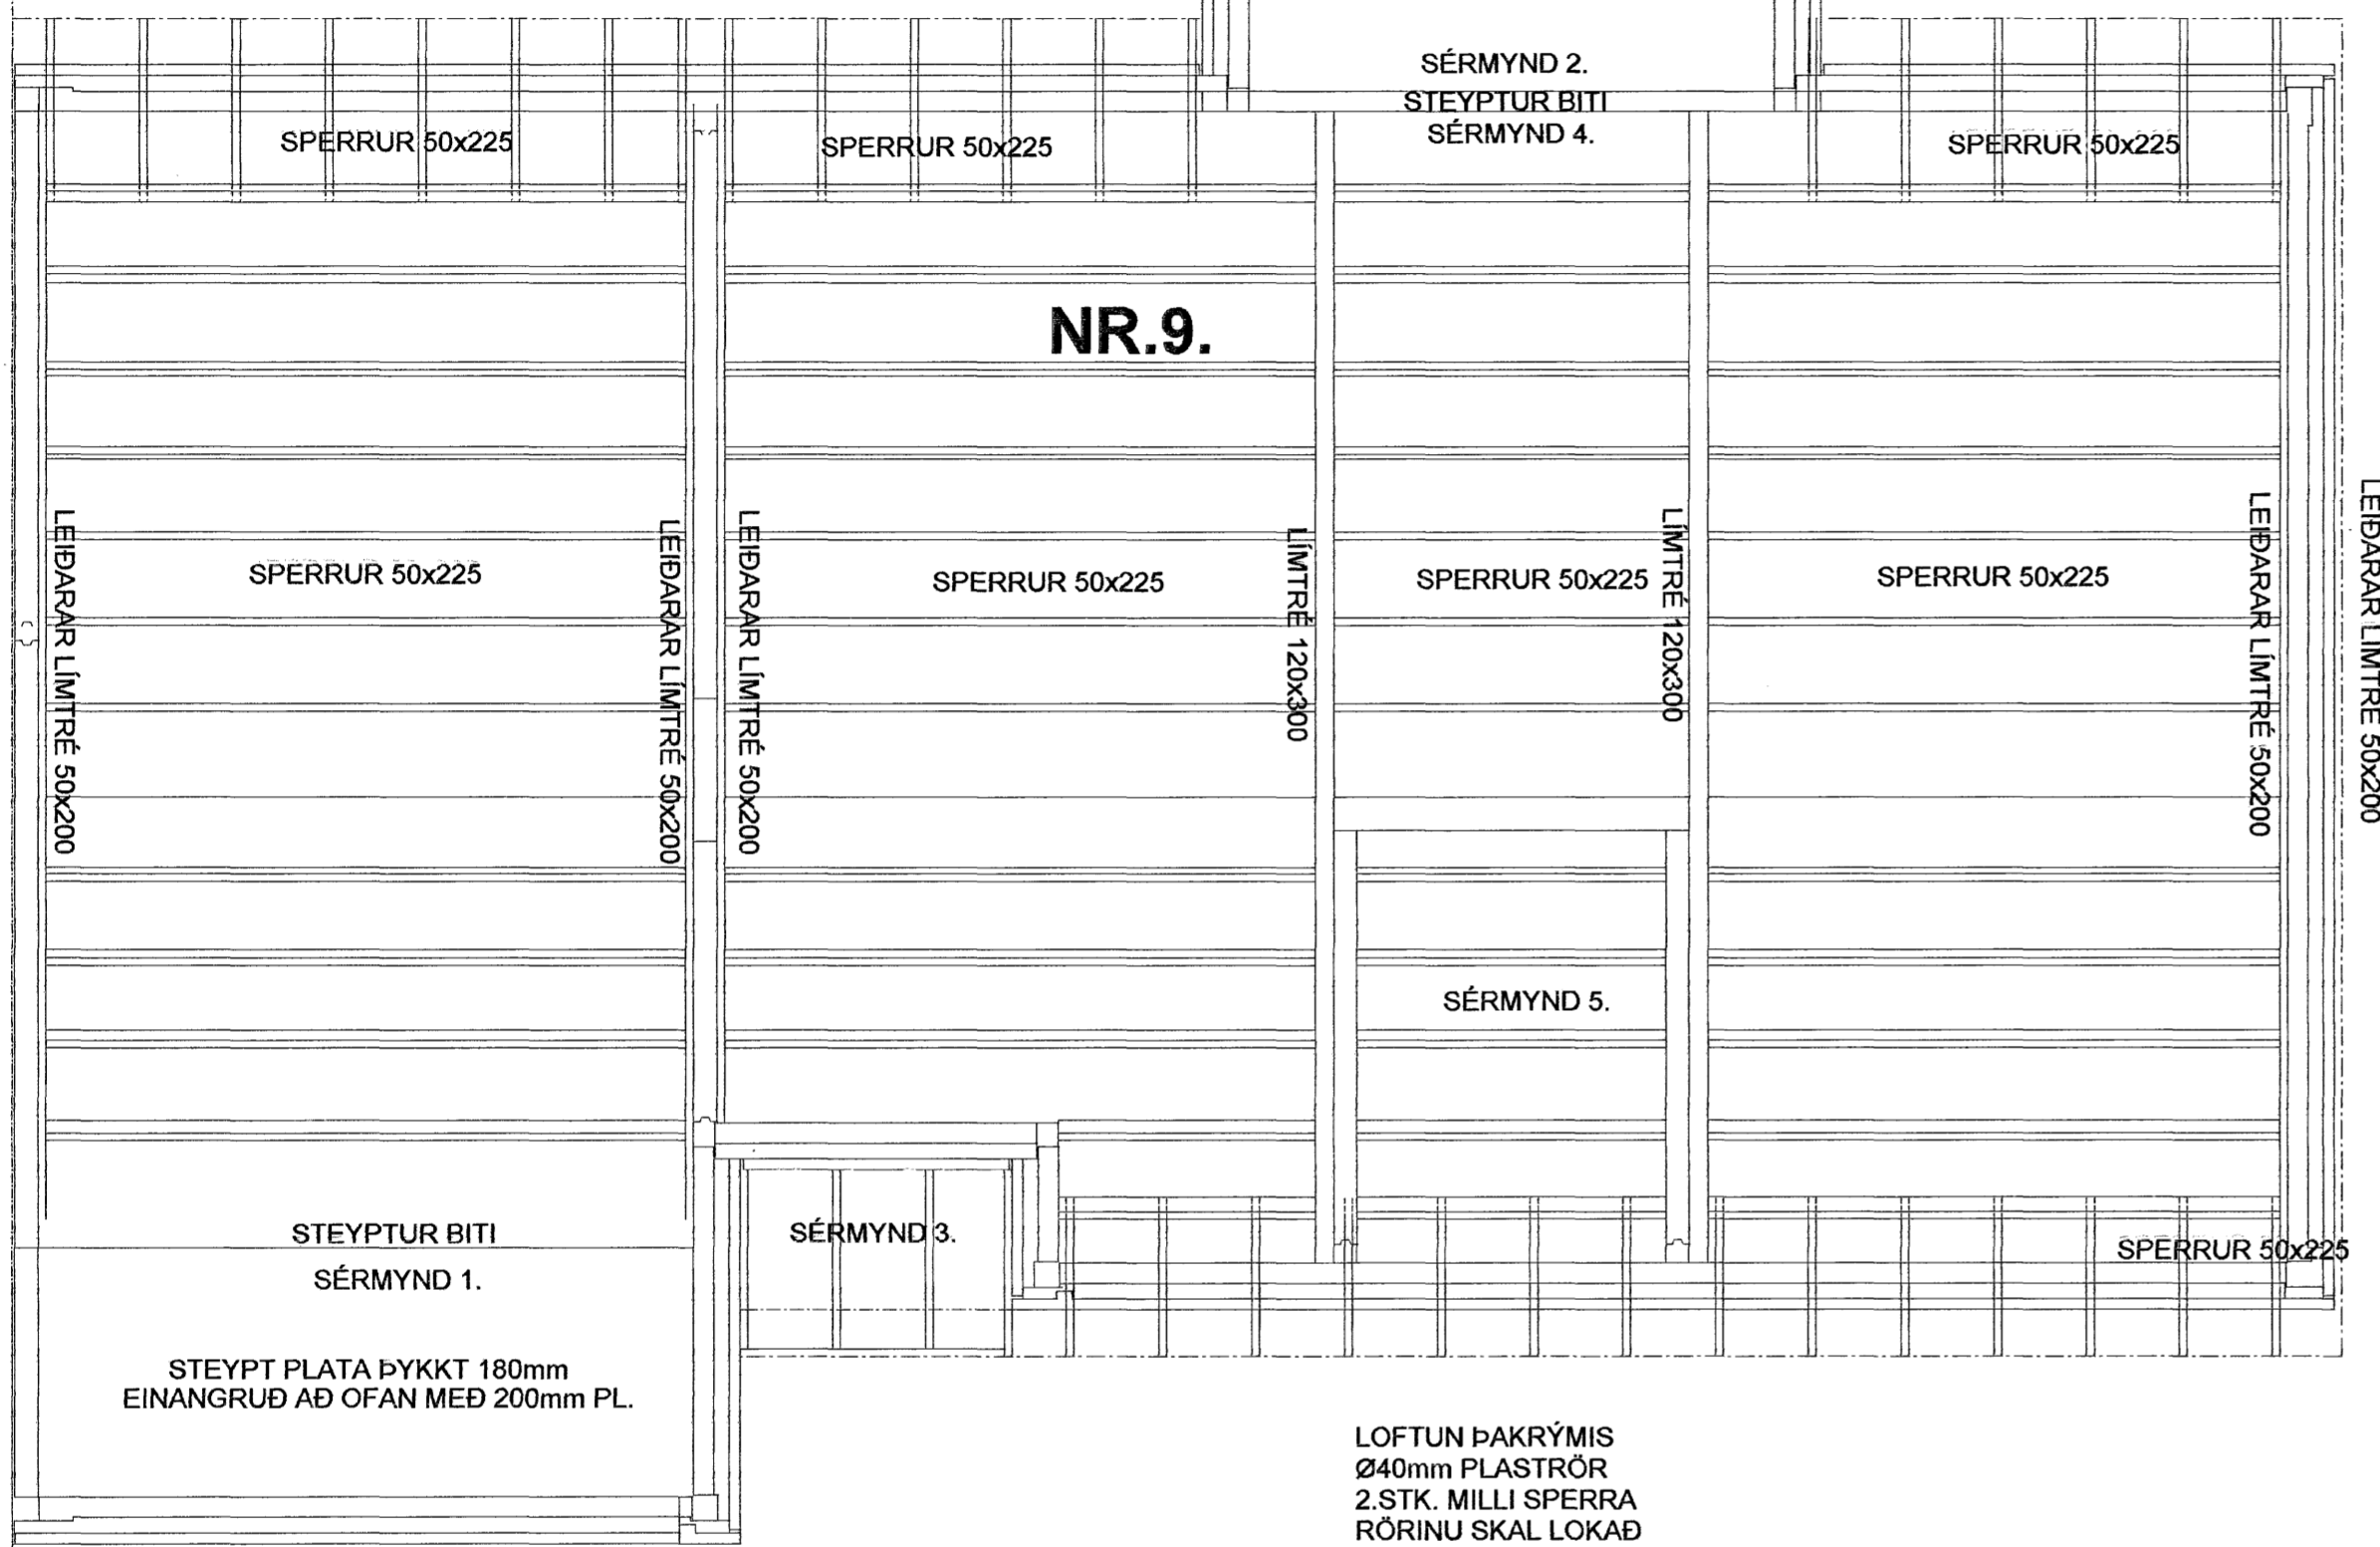 SÉRMYND 2.
STEYPTUR BITI
SÉRMYND 4.
SPERRUR 50x225
SPERRUR 50x225
SPERRUR 50x225
NR.9.
LEIÐARAR LÍMTRÉ 50x200
SPERRUR 50x225
LEIÐARAR LÍMTRÉ 50x200
LEIÐARAR LÍMTRÉ 50x200
SPERRUR 50x225
LÍMTRÉ 120x300
SPERRUR 50x225
LÍMTRÉ 120x300
SPERRUR 50x225
LEIÐARAR LÍMTRÉ 50x200
LEIÐARAR LÍMTRÉ 50x200
SÉRMYND 5.
STEYPTUR BITI
SÉRMYND 1.
SÉRMYND 3.
SPERRUR 50x225
STEYPT PLATA ÞYKKT 180mm
EINANGRUÐ AÐ OFAN MEÐ 200mm PL.
LOFTUN ÞAKRÝMIS
Ø40mm PLASTRÖR
2.STK. MILLI SPERRA
RÖRINU SKAL LOKAÐ